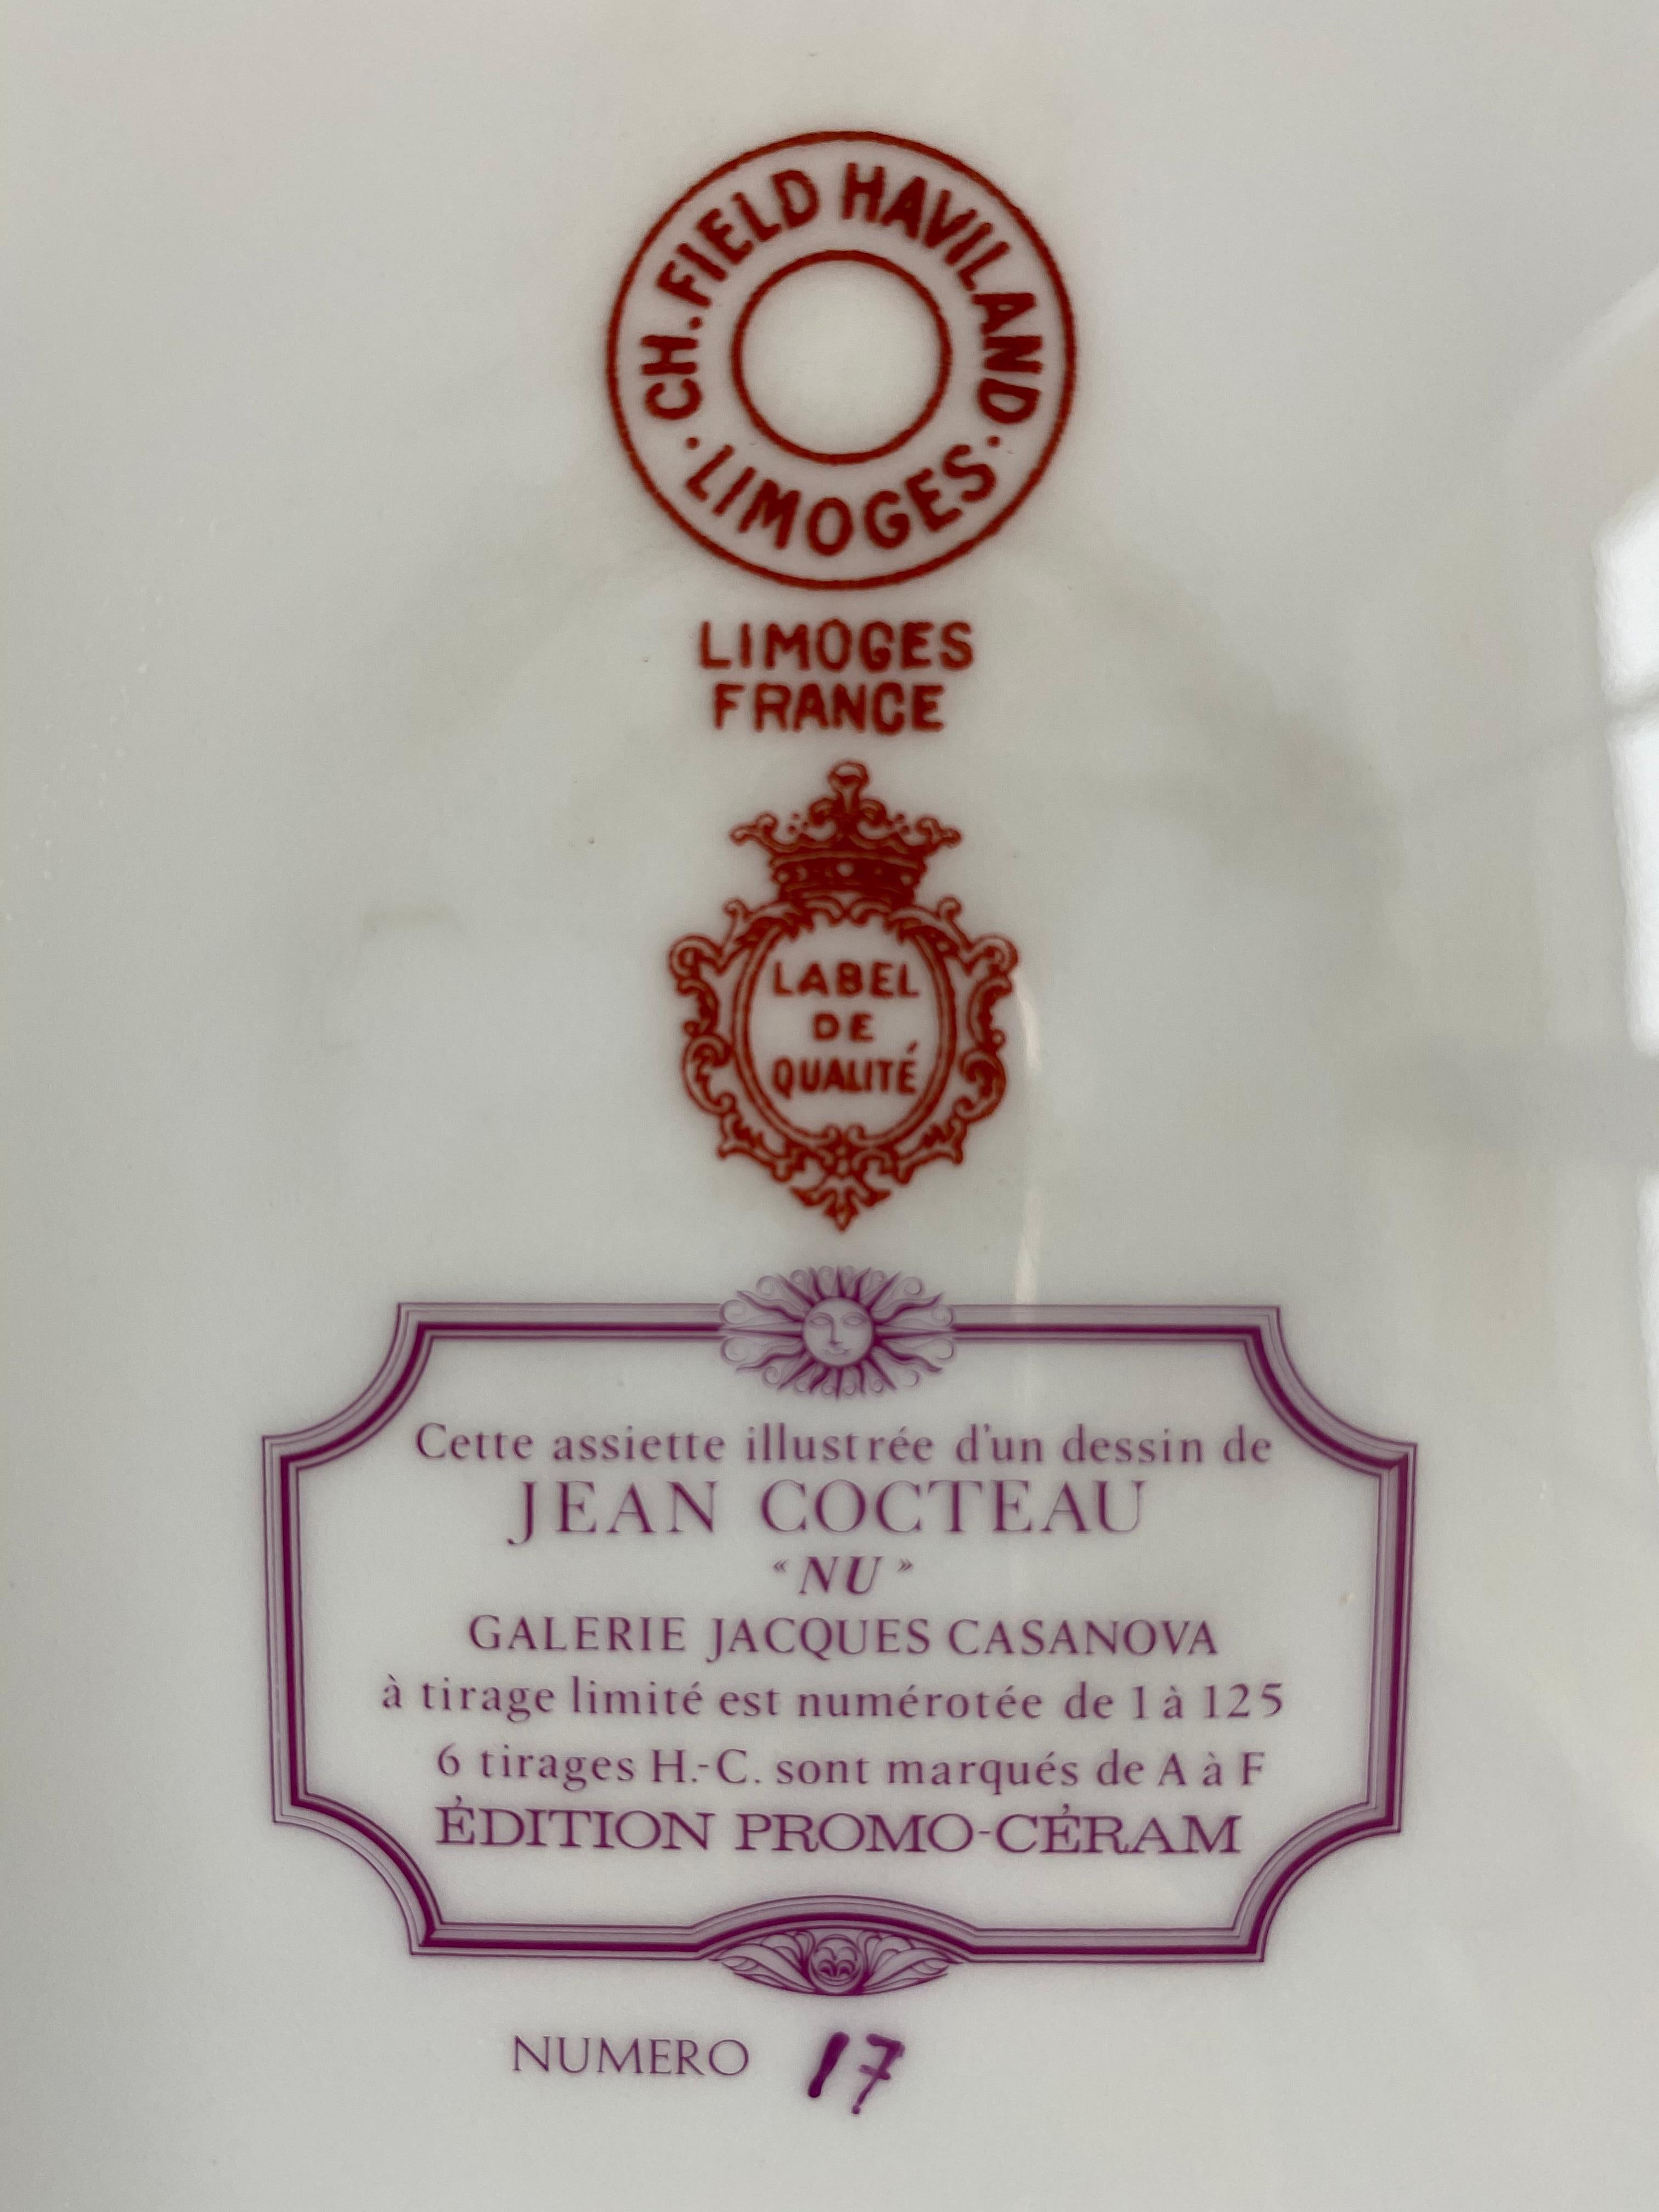 CH. FIELD HAVILAND
· LIMOGES ·
LIMOGES
FRANCE
LABEL
DE
QUALITÉ
Cette assiette illustrée d'un dessin de
JEAN COCTEAU
« NU »
GALERIE JACQUES CASANOVA
à tirage limité est numérotée de 1 à 125
6 tirages H.-C. sont marqués de A à F
ÉDITION PROMO-CÉRAM
NUMERO 17